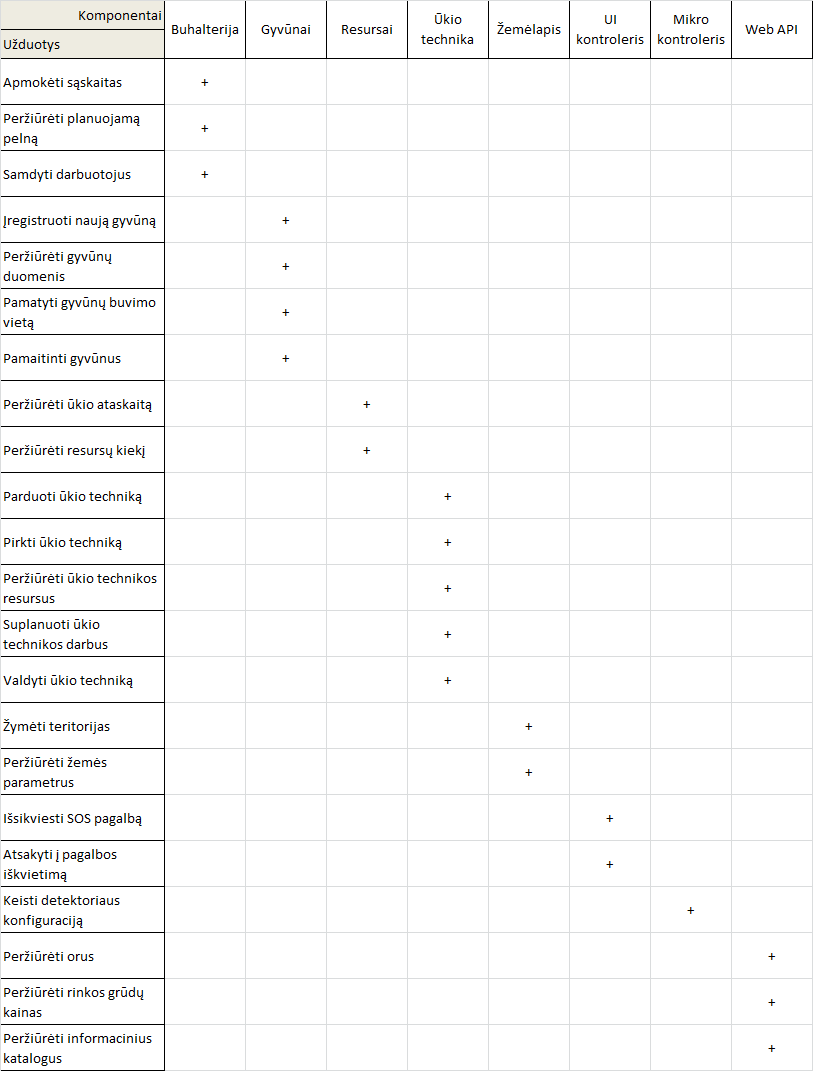 Komponentai
Užduotys
Buhalterija
Gyvūnai
Resursai
Ūkio
technika
Žemėlapis
UI
kontroleris
Mikro
kontroleris
Web API
Apmokėti sąskaitas
+
Peržiūrėti planuojamą
pelną
+
Samdyti darbuotojus
+
Įregistruoti naują gyvūną
+
Peržiūrėti gyvūnų
duomenis
+
Pamatyti gyvūnų buvimo
vietą
+
Pamaitinti gyvūnus
+
Peržiūrėti ūkio ataskaitą
+
Peržiūrėti resursų kiekį
+
Parduoti ūkio techniką
+
Pirkti ūkio techniką
+
Peržiūrėti ūkio technikos
resursus
+
Suplanuoti ūkio
technikos darbus
+
Valdyti ūkio techniką
+
Žymėti teritorijas
+
Peržiūrėti žemės
parametrus
+
Išsikviesti SOS pagalbą
+
Atsakyti į pagalbos
iškvietimą
+
Keisti detektoriaus
konfiguraciją
+
Peržiūrėti orus
+
Peržiūrėti rinkos grūdų
kainas
+
Peržiūrėti informacinius
katalogus
+